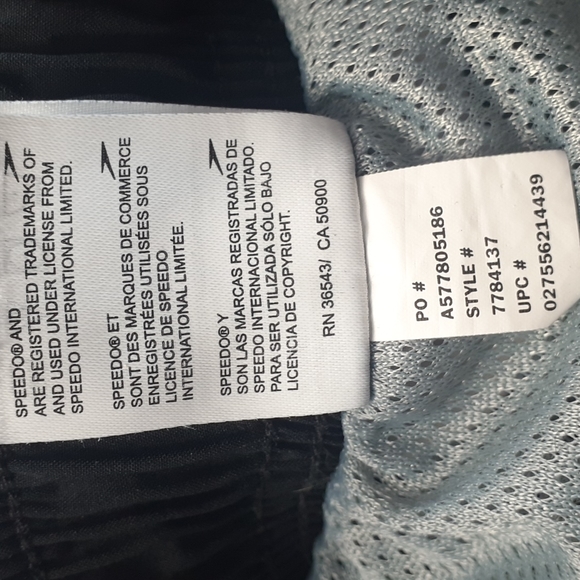 SPEEDO® AND
ARE REGISTERED TRADEMARKS OF
AND USED UNDER LICENSE FROM
SPEEDO INTERNATIONAL LIMITED.
SPEEDO® ET
SONT DES MARQUES DE COMMERCE
ENREGISTRÉES UTILISÉES SOUS
LICENCE DE SPEEDO
INTERNATIONAL LIMITÉE.
SPEEDO® Y
SON LAS MARCAS REGISTRADAS DE
SPEEDO INTERNACIONAL LIMITADO.
PARA SER UTILIZADA SÓLO BAJO
LICENCIA DE COPYRIGHT.
RN 36543/ CA 50900
PO #
A577805186
STYLE #
7784137
UPC #
027556214439